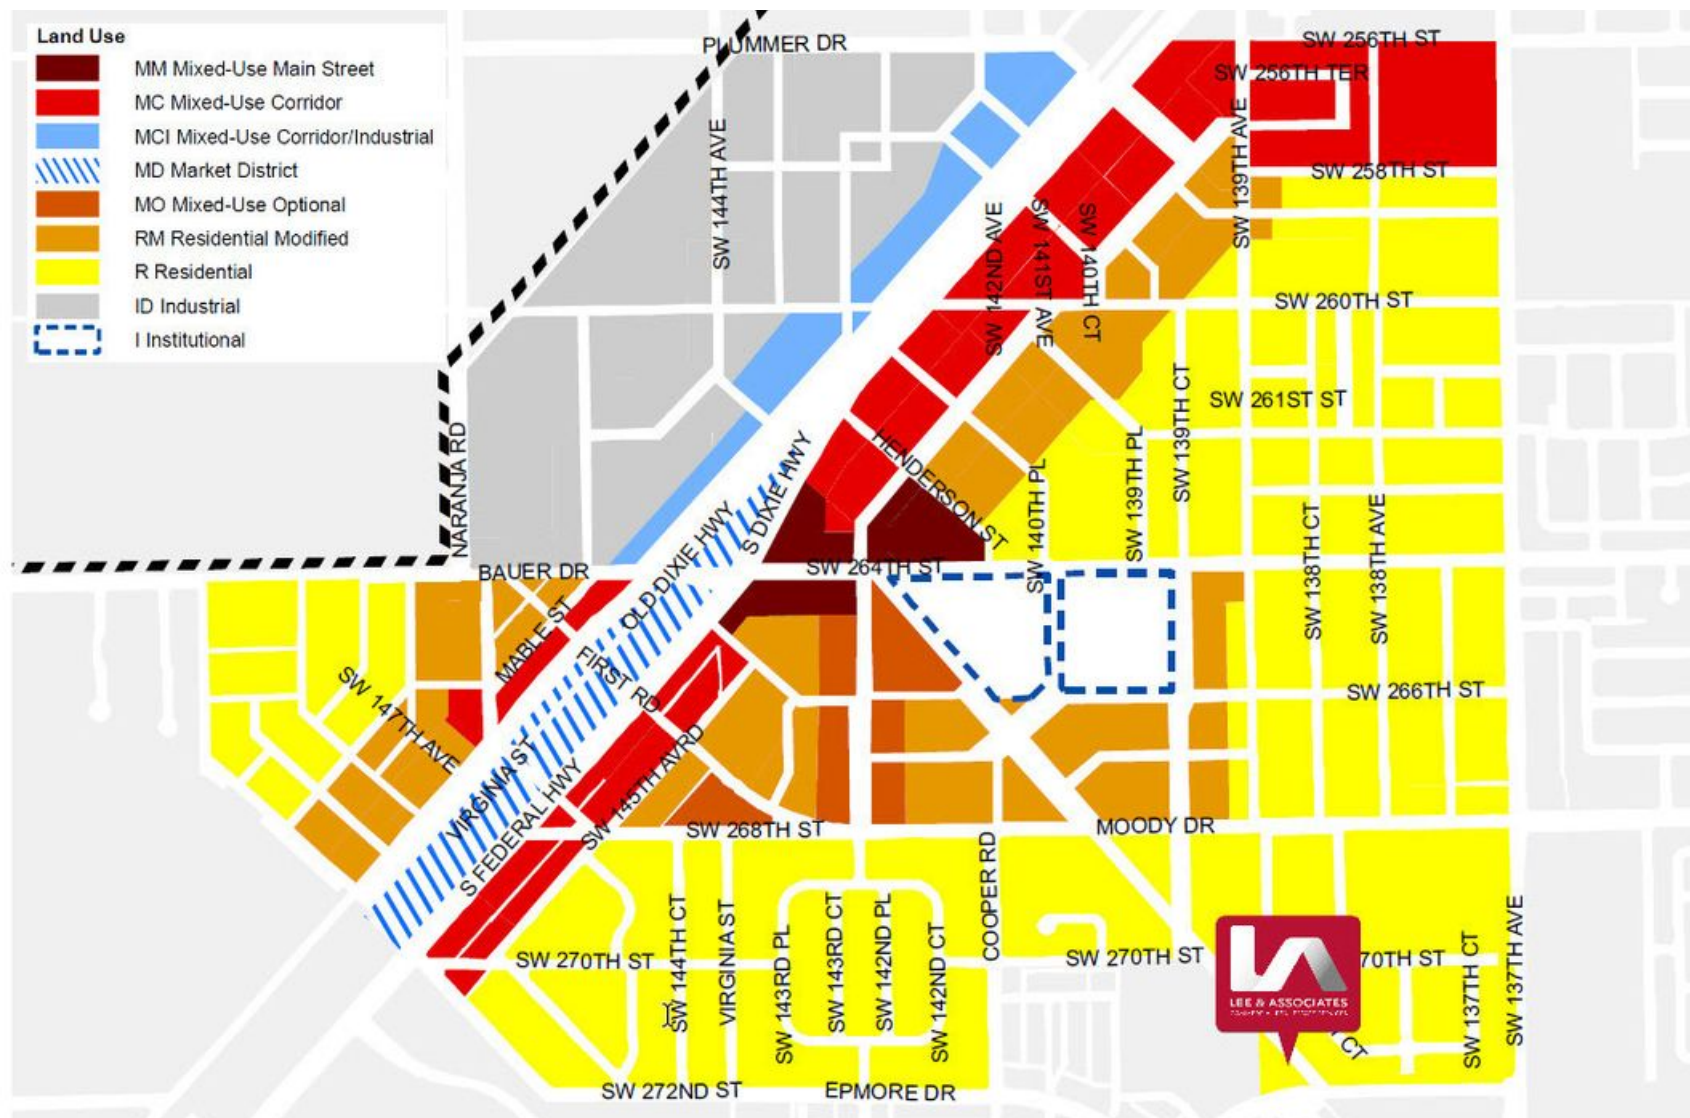 Land Use
MM Mixed-Use Main Street
MC Mixed-Use Corridor
MCI Mixed-Use Corridor/Industrial
MD Market District
MO Mixed-Use Optional
RM Residential Modified
R Residential
ID Industrial
I Institutional
PLUMMER DR
SW 256TH ST
SW 256TH TER
SW 144TH AVE
SW 139TH AVE
SW 258TH ST
SW 142ND AVE
SW 141ST AVE
SW 140TH CT
SW 260TH ST
SW 261ST ST
SW 139TH CT
NARANJA RD
HENDERSON ST
SW 139TH PL
SW 140TH PL
S DIXIE HWY
OLD DIXIE HWY
SW 138TH CT
SW 138TH AVE
BAUER DR
SW 264TH ST
MABLE ST
FIRST RD
SW 147TH AVE
SW 266TH ST
VIRGINIA ST
S FEDERAL HWY
SW 145TH AVRD
SW 268TH ST
MOODY DR
COOPER RD
SW 144TH CT
VIRGINIA ST
SW 143RD PL
SW 143RD CT
SW 142ND PL
SW 142ND CT
SW 270TH ST
SW 270TH ST
70TH ST
SW 137TH CT
SW 137TH AVE
LA
LEE & ASSOCIATES
COMMERCIAL REAL ESTATE SERVICES
CT
SW 272ND ST
EPMORE DR